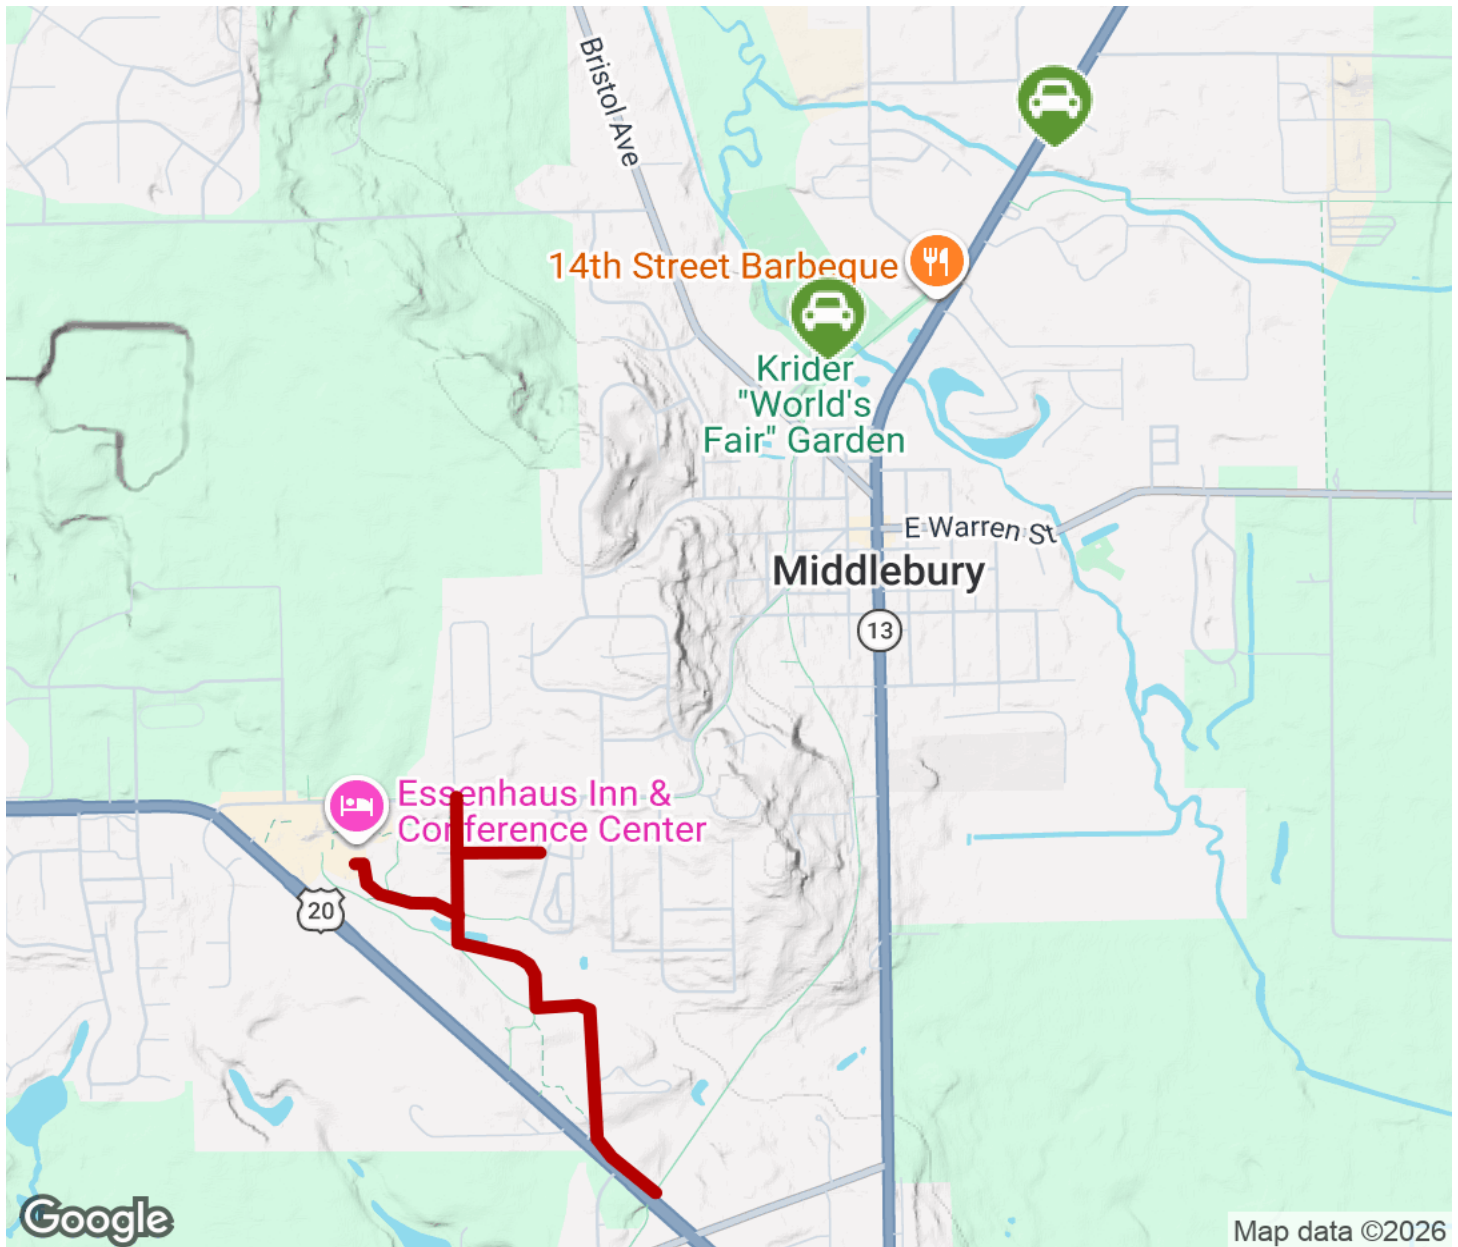 Bristol Ave
14th Street Barbeque
Krider
"World's
Fair" Garden
E Warren St
Middlebury
13
Essenhaus Inn &
Conference Center
20
Google
Map data ©2026